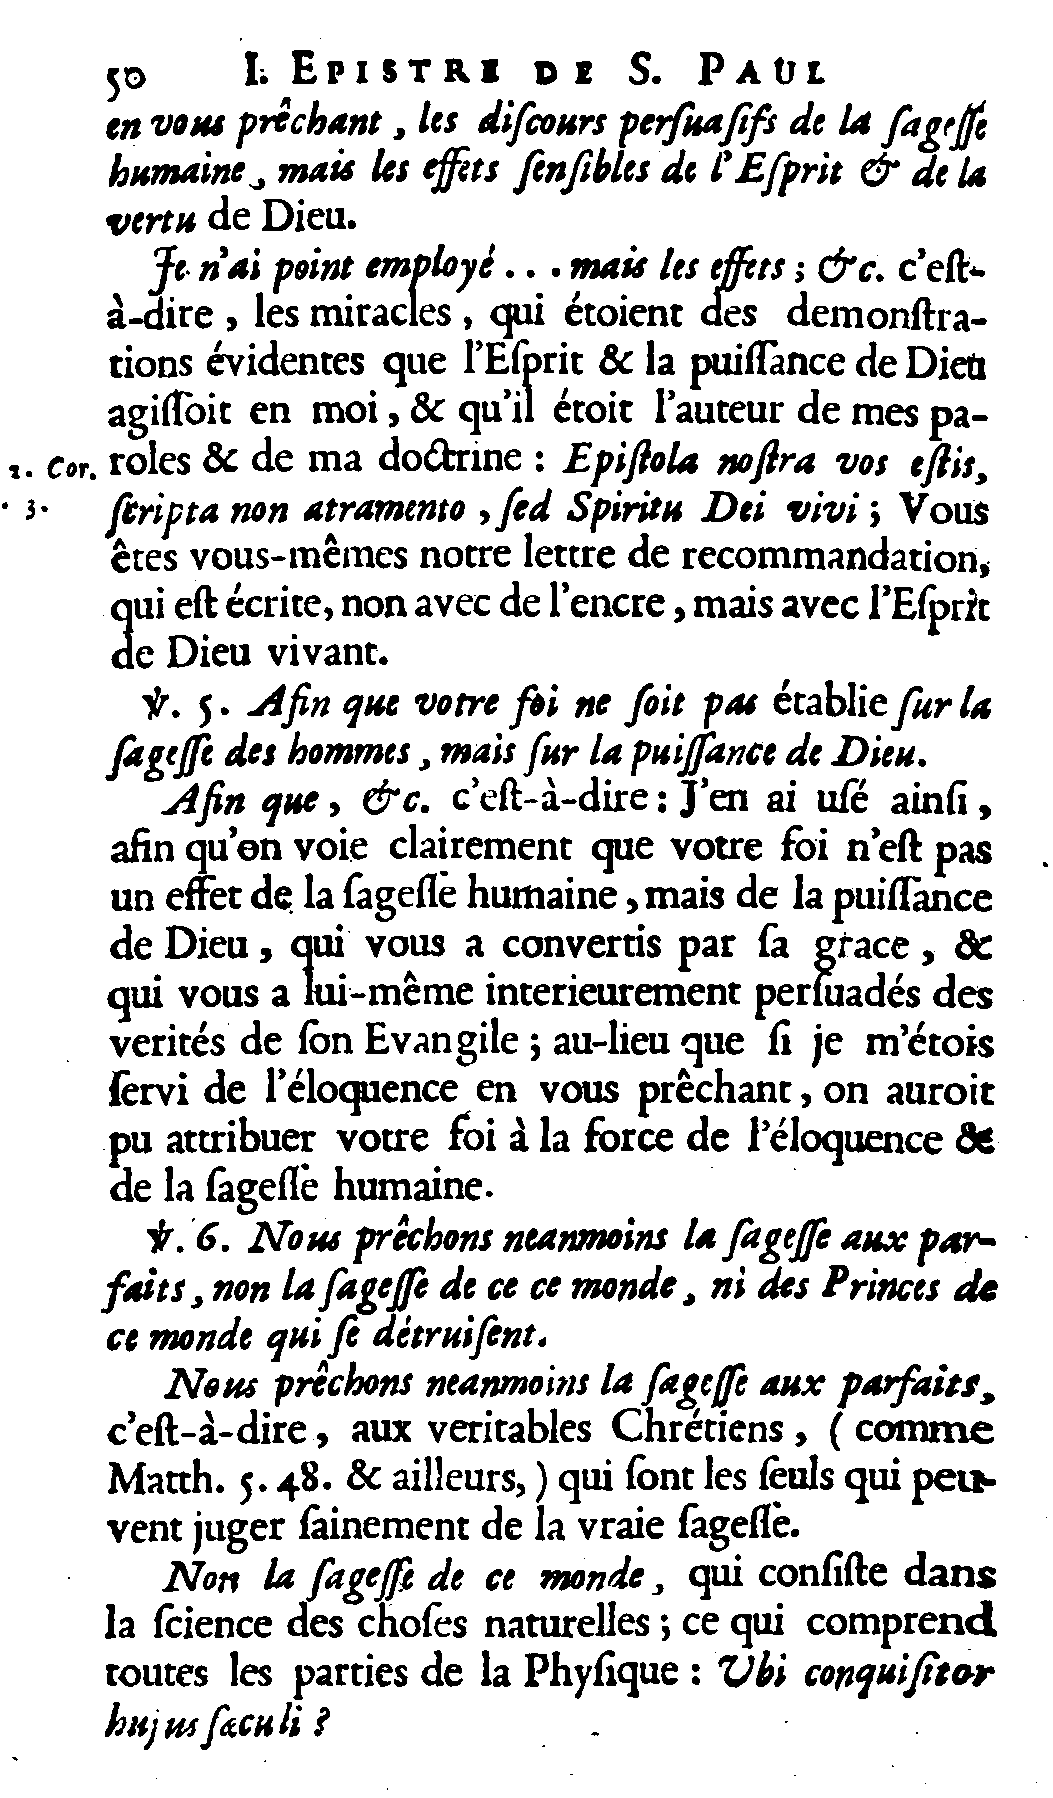 50 I. EPISTRE DE S. PAUL
en vous prêchant, les diſcours perſuaſifs de la ſageſſe
humaine, mais les effets ſenſibles de l'Eſprit & de la
vertu de Dieu.
Je n'ai point employé... mais les effets; &c. c'eſt-
à-dire, les miracles, qui étoient des demonſtra-
tions évidentes que l'Eſprit & la puiſſance de Dieu
agiſſoit en moi, & qu'il étoit l'auteur de mes pa-
2. Cor. roles & de ma doctrine : Epiſtola noſtra vos eſtis,
3. ſcripta non atramento, ſed Spiritu Dei vivi; Vous
êtes vous-mêmes notre lettre de recommandation,
qui eſt écrite, non avec de l'encre, mais avec l'Eſprit
de Dieu vivant.
℣. 5. Afin que votre foi ne ſoit pas établie ſur la
ſageſſe des hommes, mais ſur la puiſſance de Dieu.
Afin que, &c. c'eſt-à-dire : J'en ai uſé ainſi,
afin qu'on voie clairement que votre foi n'eſt pas
un effet de la ſageſſe humaine, mais de la puiſſance
de Dieu, qui vous a convertis par ſa grace, &
qui vous a lui-même interieurement perſuadés des
verités de ſon Evangile; au-lieu que ſi je m'étois
ſervi de l'éloquence en vous prêchant, on auroit
pu attribuer votre foi à la force de l'éloquence &
de la ſageſſe humaine.
℣. 6. Nous prêchons neanmoins la ſageſſe aux par-
faits, non la ſageſſe de ce ce monde, ni des Princes de
ce monde qui ſe détruiſent.
Nous prêchons neanmoins la ſageſſe aux parfaits,
c'eſt-à-dire, aux veritables Chrétiens, (comme
Matth. 5. 48. & ailleurs,) qui ſont les ſeuls qui peu-
vent juger ſainement de la vraie ſageſſe.
Non la ſageſſe de ce monde, qui conſiſte dans
la ſcience des choſes naturelles; ce qui comprend
toutes les parties de la Phyſique : Ubi conquiſitor
hujus ſæculi ?